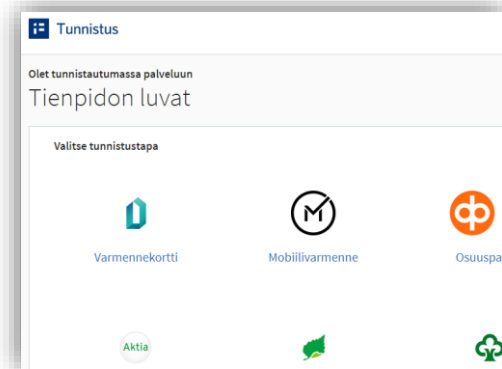 Tunnistus
Olet tunnistautumassa palveluun
Tienpidon luvat
Valitse tunnistustapa
Varmennekortti
Mobiilivarmenne
Osuuspa
Aktia